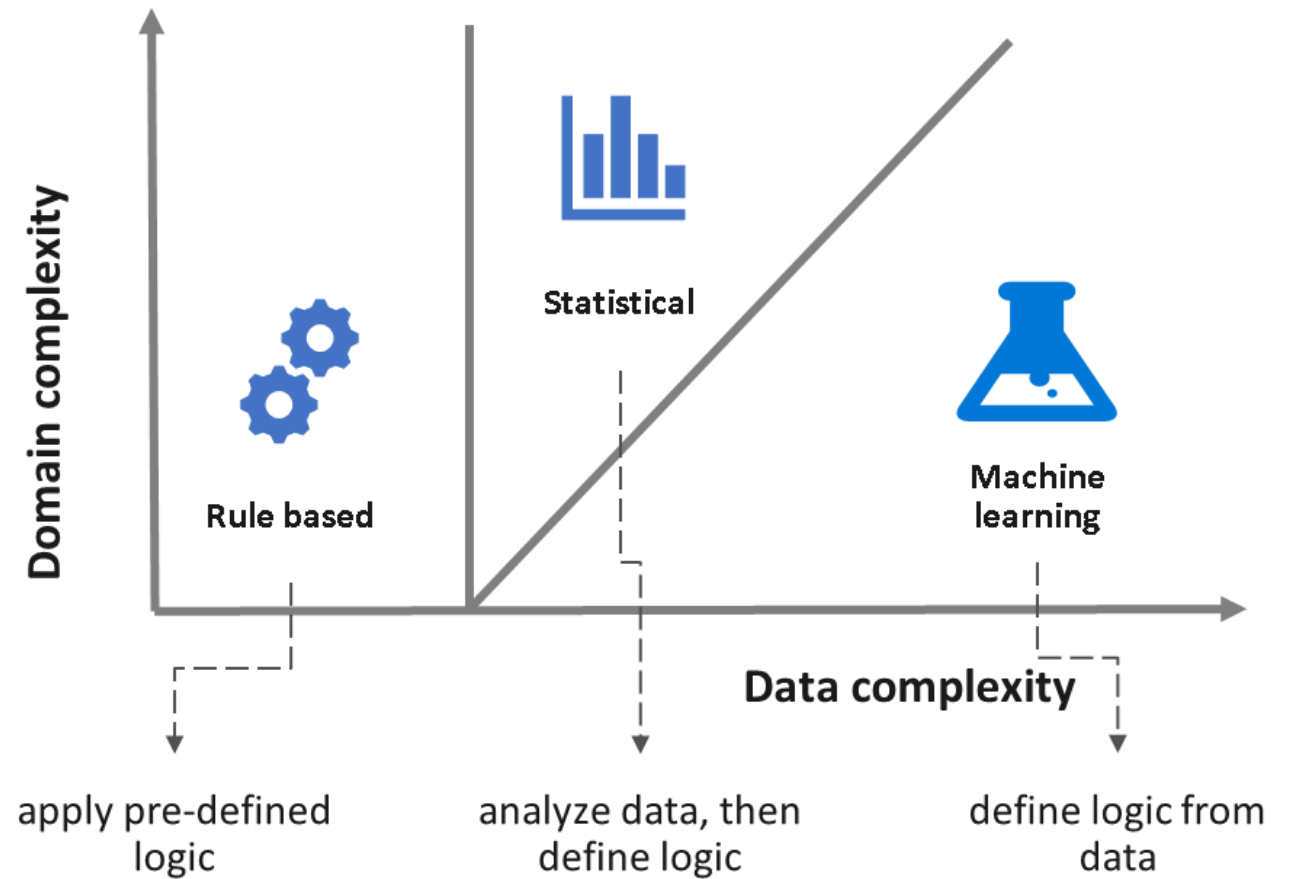 Domain complexity
Statistical
Rule based
Machine
learning
Data complexity
apply pre-defined
logic
analyze data, then
define logic
define logic from
data